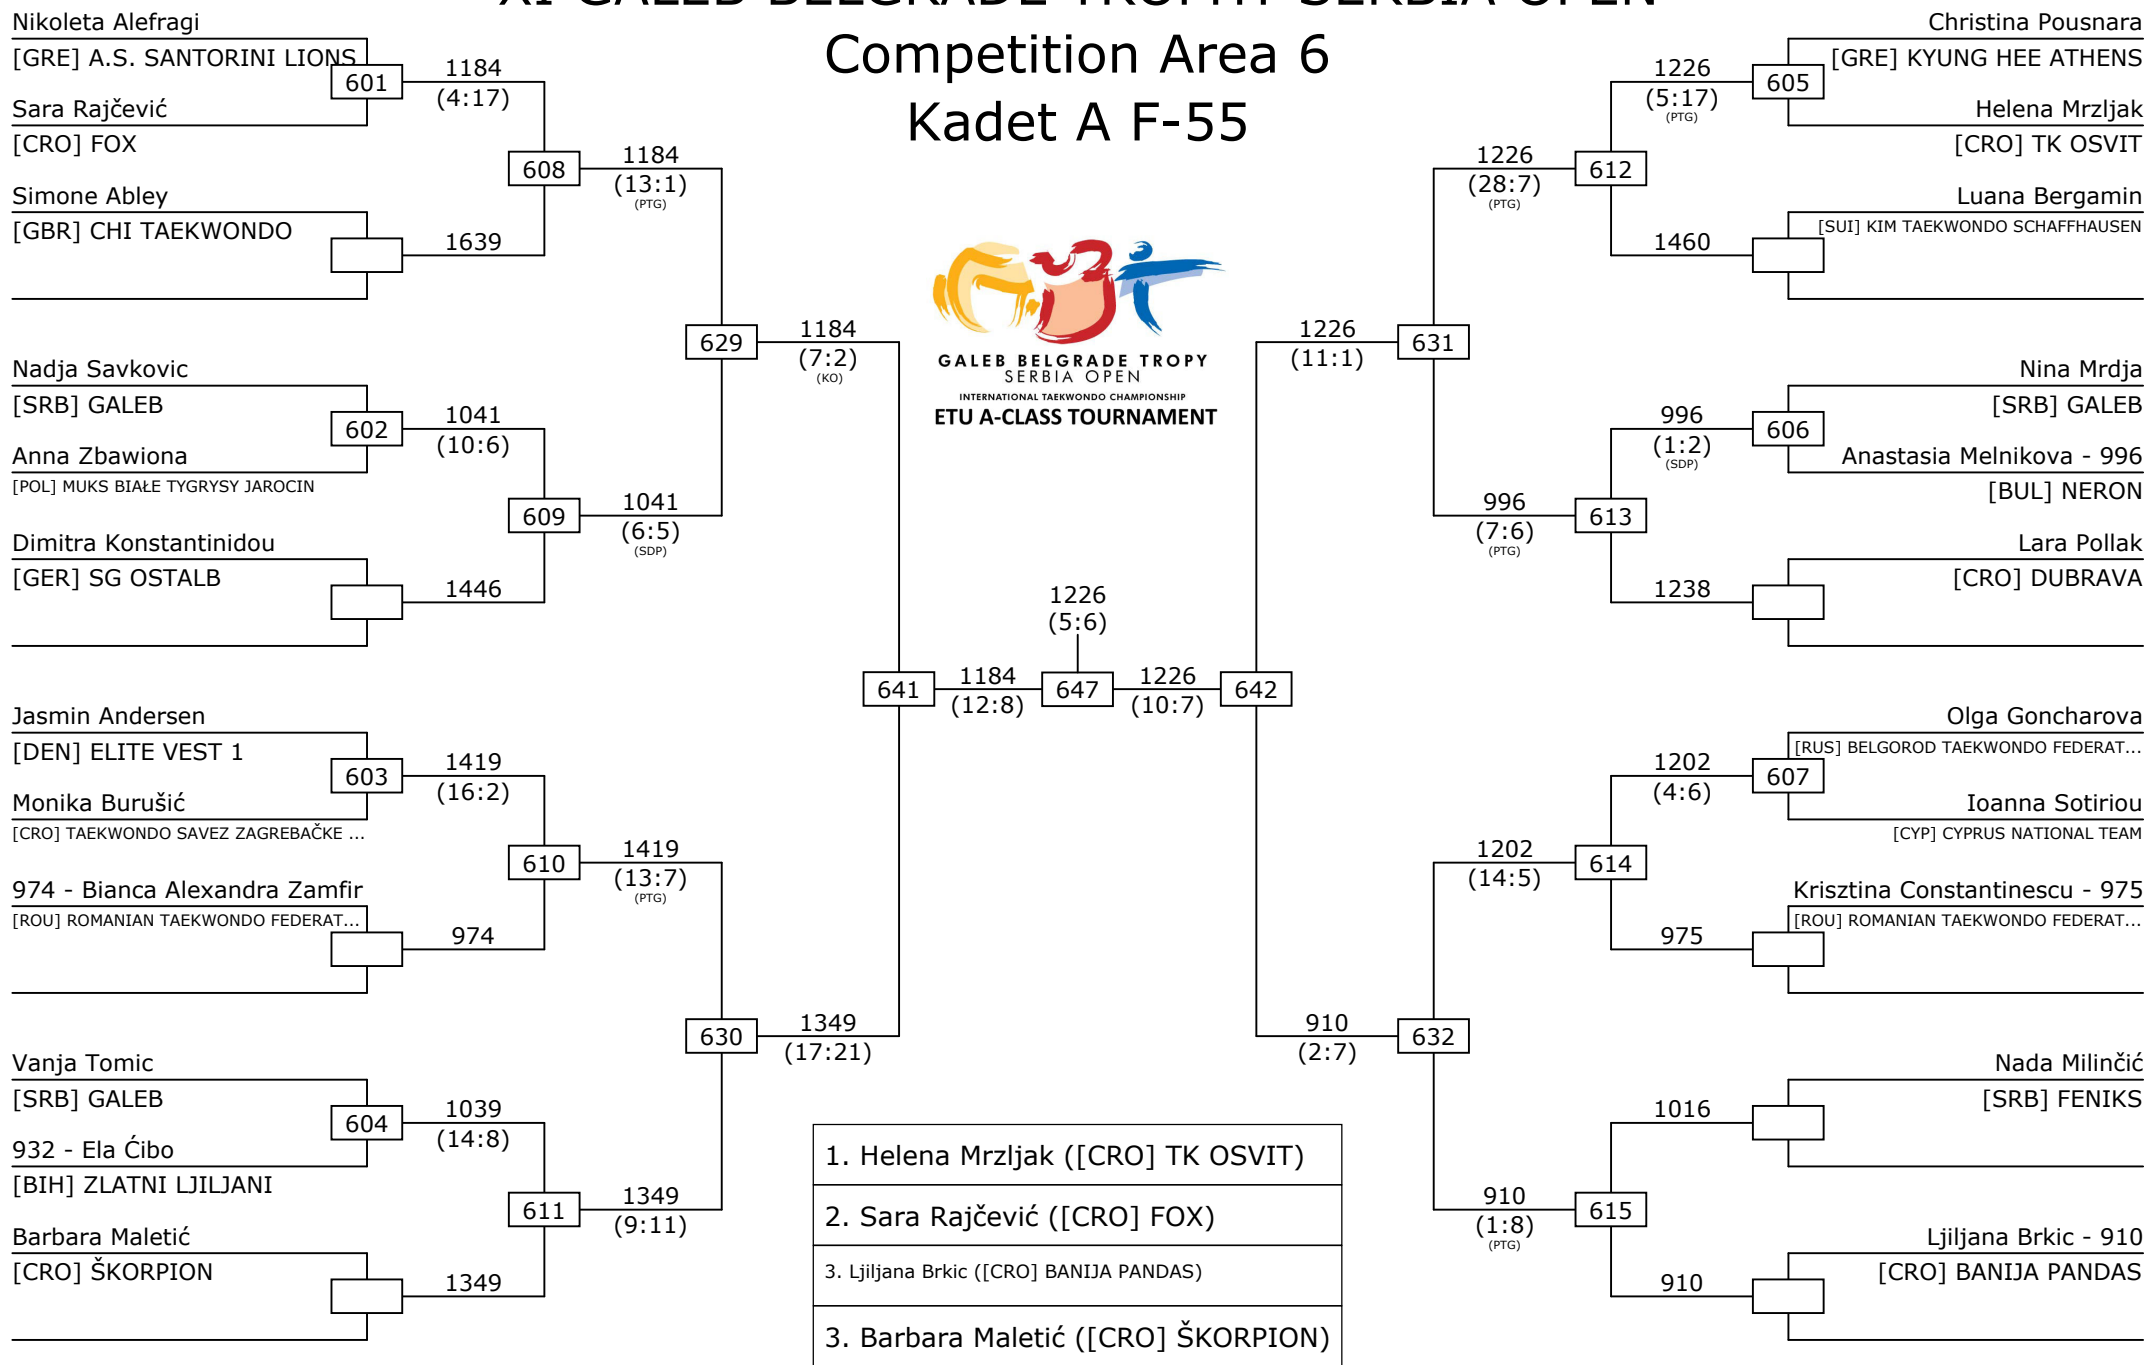 XI GALEB BELGRADE TROPHY SERBIA OPEN
Competition Area 6
Kadet A F-55
Nikoleta Alefragi
[GRE] A.S. SANTORINI LIONS
601
1184
(4:17)
Sara Rajčević
[CRO] FOX
608
1184
(13:1)
(PTG)
Simone Abley
[GBR] CHI TAEKWONDO
1639
629
1184
(7:2)
(KO)
Nadja Savkovic
[SRB] GALEB
602
1041
(10:6)
Anna Zbawiona
[POL] MUKS BIAŁE TYGRYSY JAROCIN
609
1041
(6:5)
(SDP)
Dimitra Konstantinidou
[GER] SG OSTALB
1446
641
1184
(12:8)
Jasmin Andersen
[DEN] ELITE VEST 1
603
1419
(16:2)
Monika Burušić
[CRO] TAEKWONDO SAVEZ ZAGREBAČKE ...
610
1419
(13:7)
(PTG)
974 - Bianca Alexandra Zamfir
[ROU] ROMANIAN TAEKWONDO FEDERAT...
974
630
1349
(17:21)
Vanja Tomic
[SRB] GALEB
604
1039
(14:8)
932 - Ela Ćibo
[BIH] ZLATNI LJILJANI
611
1349
(9:11)
Barbara Maletić
[CRO] ŠKORPION
1349
GALEB BELGRADE TROPY
SERBIA OPEN
INTERNATIONAL TAEKWONDO CHAMPIONSHIP
ETU A-CLASS TOURNAMENT
1226
(5:6)
647
1226
(10:7)
642
Christina Pousnara
[GRE] KYUNG HEE ATHENS
1226
(5:17)
(PTG)
605
Helena Mrzljak
[CRO] TK OSVIT
1226
(28:7)
(PTG)
612
Luana Bergamin
[SUI] KIM TAEKWONDO SCHAFFHAUSEN
1460
1226
(11:1)
631
Nina Mrdja
[SRB] GALEB
996
(1:2)
(SDP)
606
Anastasia Melnikova - 996
[BUL] NERON
996
(7:6)
(PTG)
613
Lara Pollak
[CRO] DUBRAVA
1238
Olga Goncharova
[RUS] BELGOROD TAEKWONDO FEDERAT...
1202
(4:6)
607
Ioanna Sotiriou
[CYP] CYPRUS NATIONAL TEAM
1202
(14:5)
614
Krisztina Constantinescu - 975
[ROU] ROMANIAN TAEKWONDO FEDERAT...
975
910
(2:7)
632
Nada Milinčić
[SRB] FENIKS
1016
910
(1:8)
(PTG)
615
Ljiljana Brkic - 910
[CRO] BANIJA PANDAS
910
1. Helena Mrzljak ([CRO] TK OSVIT)
2. Sara Rajčević ([CRO] FOX)
3. Ljiljana Brkic ([CRO] BANIJA PANDAS)
3. Barbara Maletić ([CRO] ŠKORPION)